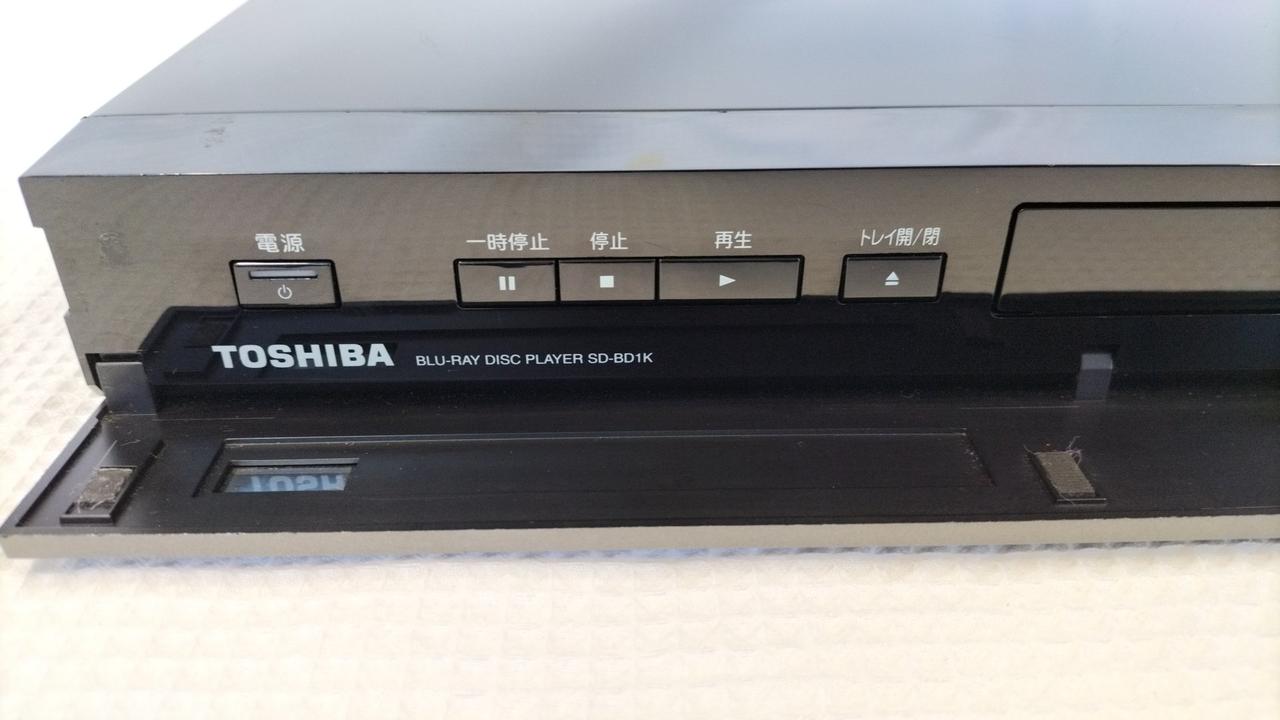 電源
一時停止
停止
再生
トレイ開/閉
TOSHIBA
BLU-RAY DISC PLAYER SD-BD1K
TOSH